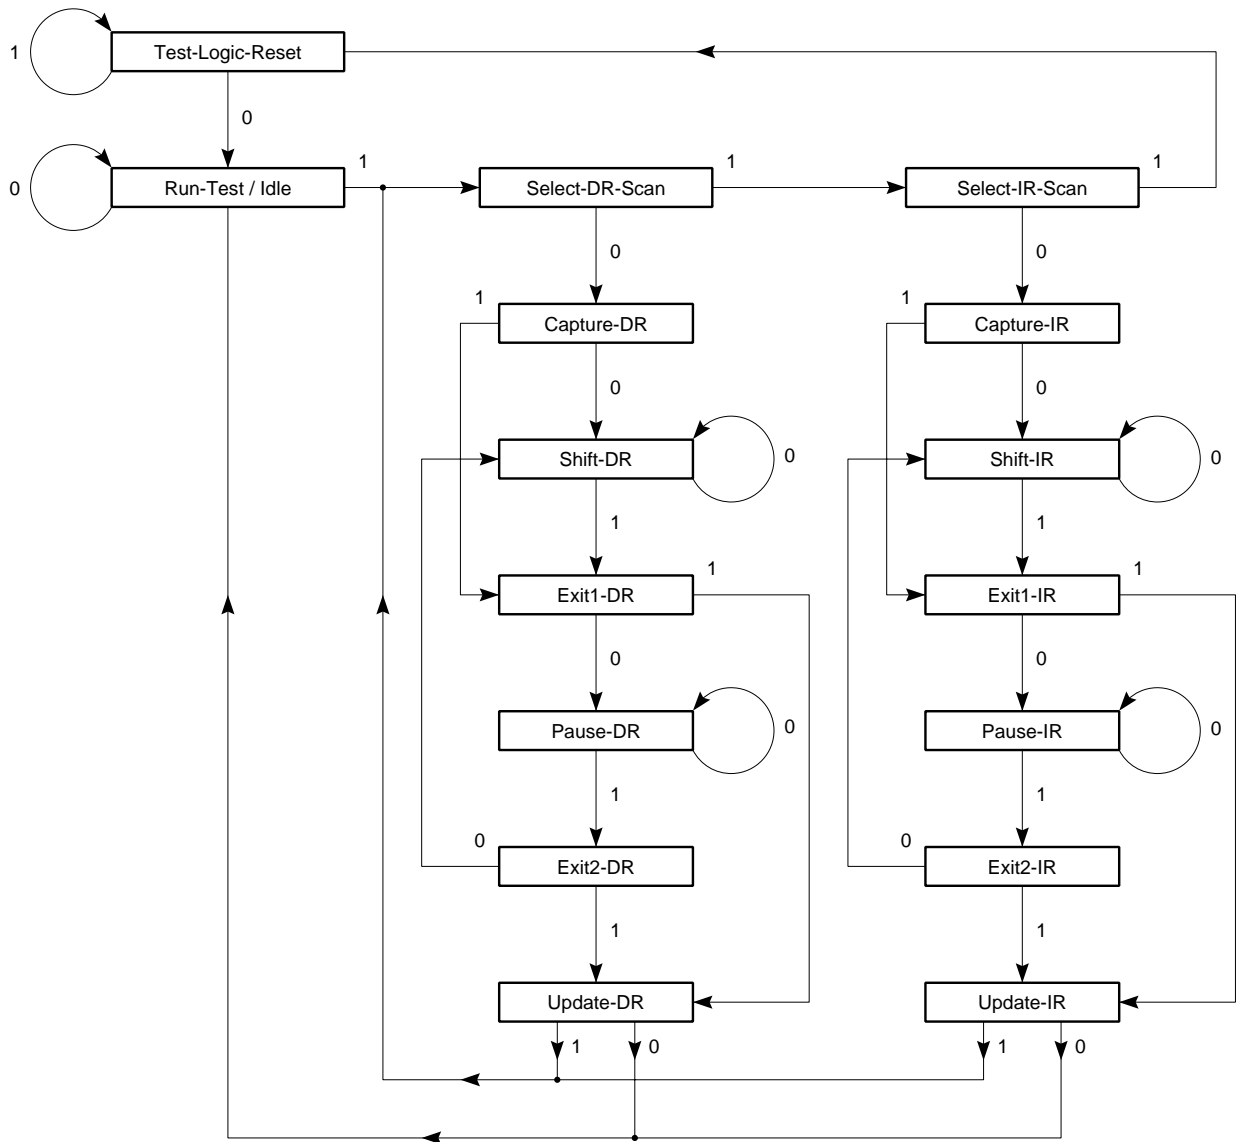 1
Test-Logic-Reset
0
0
Run-Test / Idle
1
Select-DR-Scan
1
Select-IR-Scan
1
0
0
1
Capture-DR
1
Capture-IR
0
0
Shift-DR
0
Shift-IR
0
1
1
Exit1-DR
1
Exit1-IR
1
0
0
Pause-DR
0
Pause-IR
0
1
1
0
Exit2-DR
0
Exit2-IR
1
1
Update-DR
Update-IR
1
0
1
0